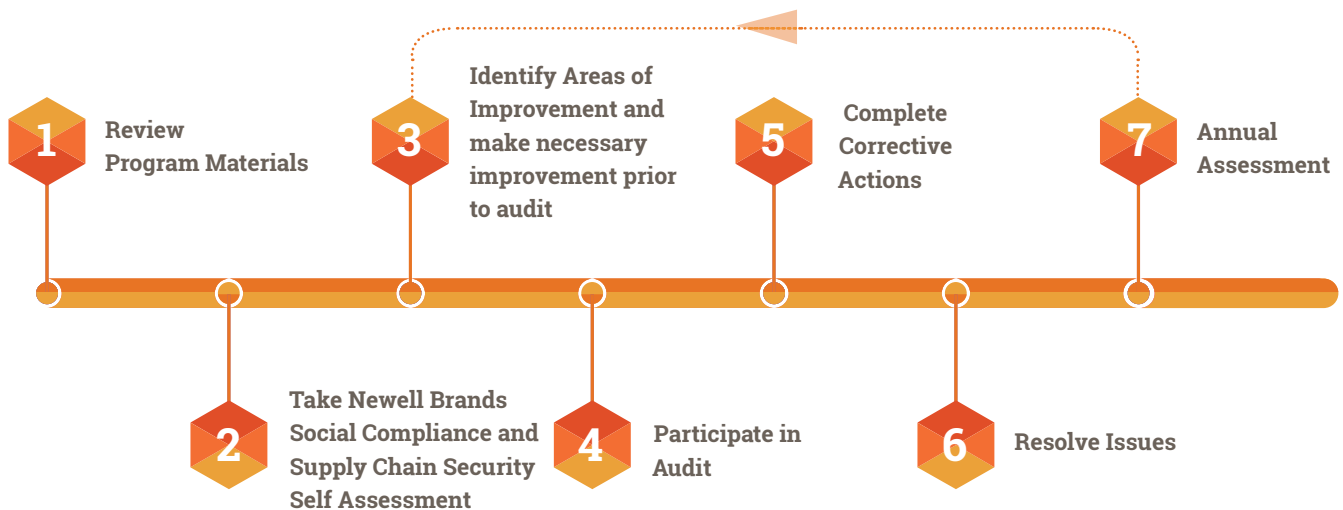 1
Review
Program Materials
2
Take Newell Brands
Social Compliance and
Supply Chain Security
Self Assessment
3
Identify Areas of
Improvement and
make necessary
improvement prior
to audit
4
Participate in
Audit
5
Complete
Corrective
Actions
6
Resolve Issues
7
Annual
Assessment